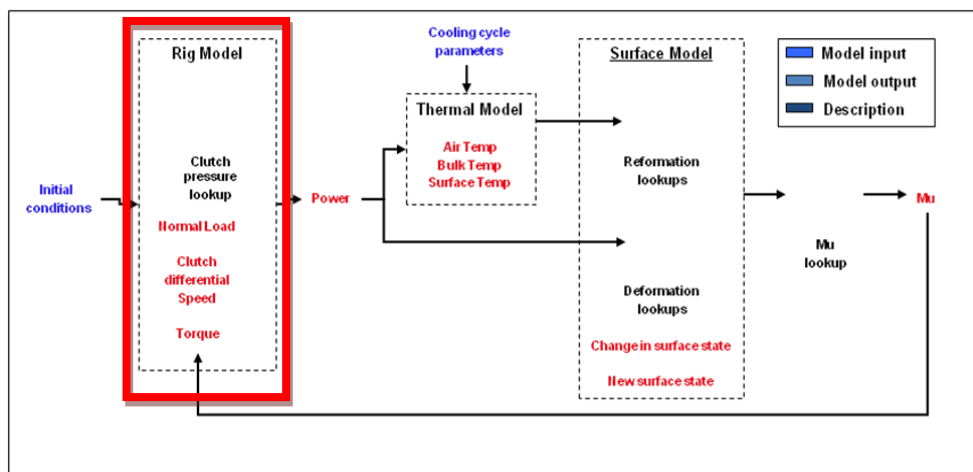 Rig Model
Clutch
pressure
lookup
Normal Load
Clutch
differential
Speed
Torque
Initial
conditions
Power
Cooling cycle
parameters
Thermal Model
Air Temp
Bulk Temp
Surface Temp
Surface Model
Reformation
lookups
Deformation
lookups
Change in surface state
New surface state
Mu
lookup
Mu
Model input
Model output
Description